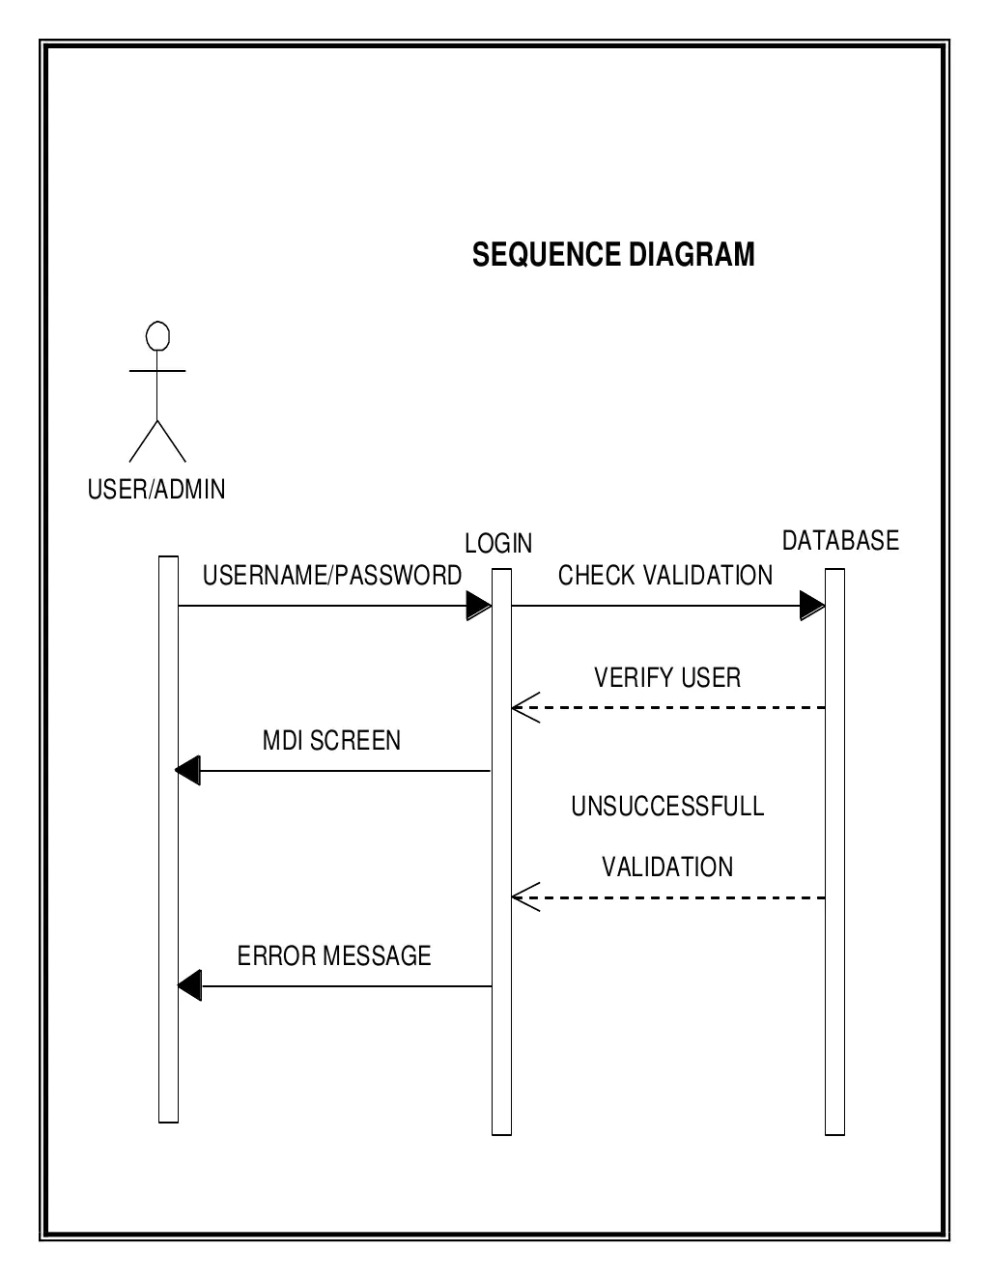 SEQUENCE DIAGRAM
USER/ADMIN
LOGIN
DATABASE
USERNAME/PASSWORD
CHECK VALIDATION
VERIFY USER
MDI SCREEN
UNSUCCESSFULL
VALIDATION
ERROR MESSAGE